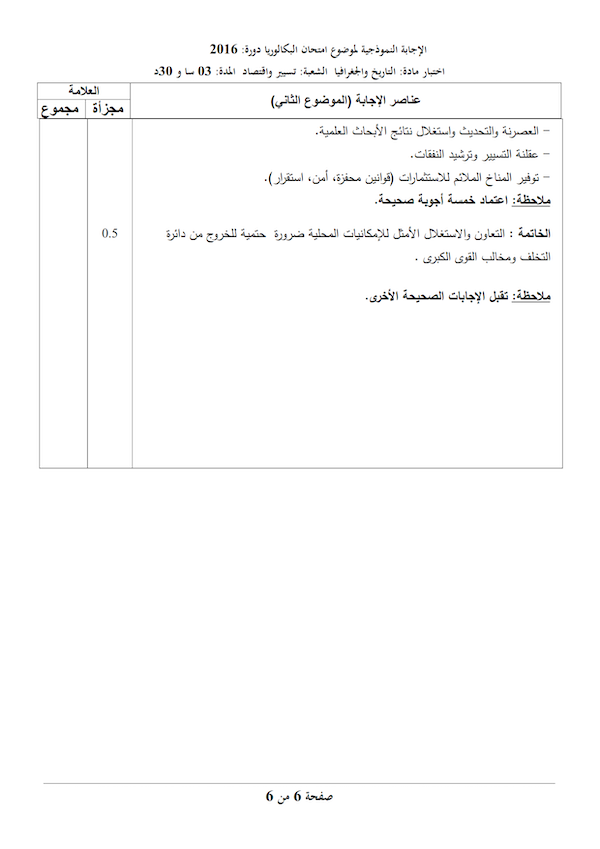 الإجابة النموذجية لموضوع امتحان البكالوريا دورة: 2016
اختبار مادة: التاريخ والجغرافيا الشعبة: تسيير واقتصاد المدة: 03 سا و 30د
عناصر الإجابة (الموضوع الثاني)
العلامة
مجزأة مجموع
- العصرنة والتحديث واستغلال نتائج الأبحاث العلمية.
- عقلنة التسيير وترشيد النفقات.
- توفير المناخ الملائم للاستثمارات (قوانين محفزة، أمن، استقرار).
ملاحظة: اعتماد خمسة أجوبة صحيحة.
الخاتمة : التعاون والاستغلال الأمثل للإمكانيات المحلية ضرورة حتمية للخروج من دائرة
0.5
التخلف ومخالب القوى الكبرى .
ملاحظة: تقبل الإجابات الصحيحة الأخرى.
صفحة 6 من 6